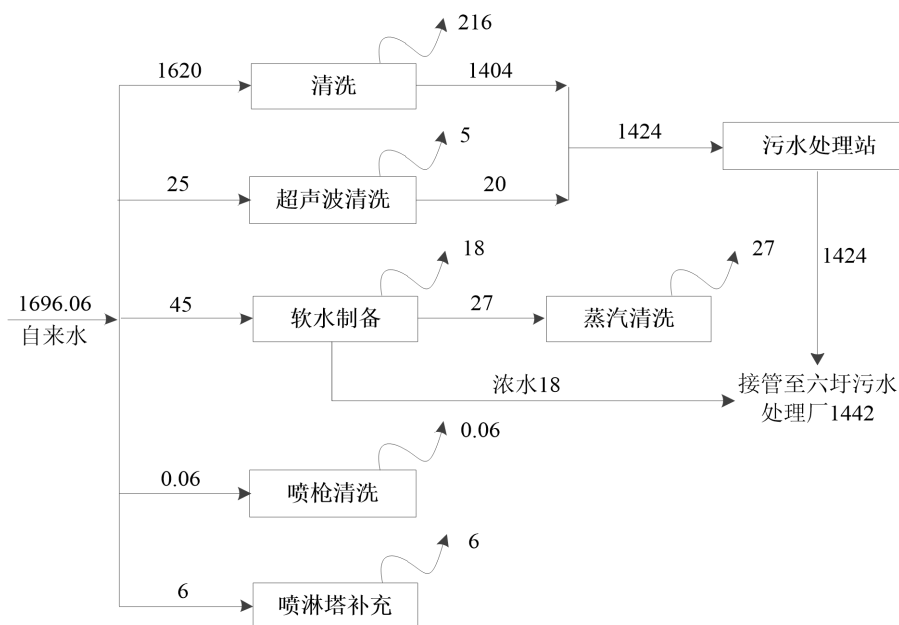 216
1620
清洗
1404
5
1424
污水处理站
25
超声波清洗
20
18
27
1424
1696.06
自来水
45
软水制备
27
蒸汽清洗
浓水18
接管至六圩污水
处理厂1442
0.06
0.06
喷枪清洗
6
6
喷淋塔补充